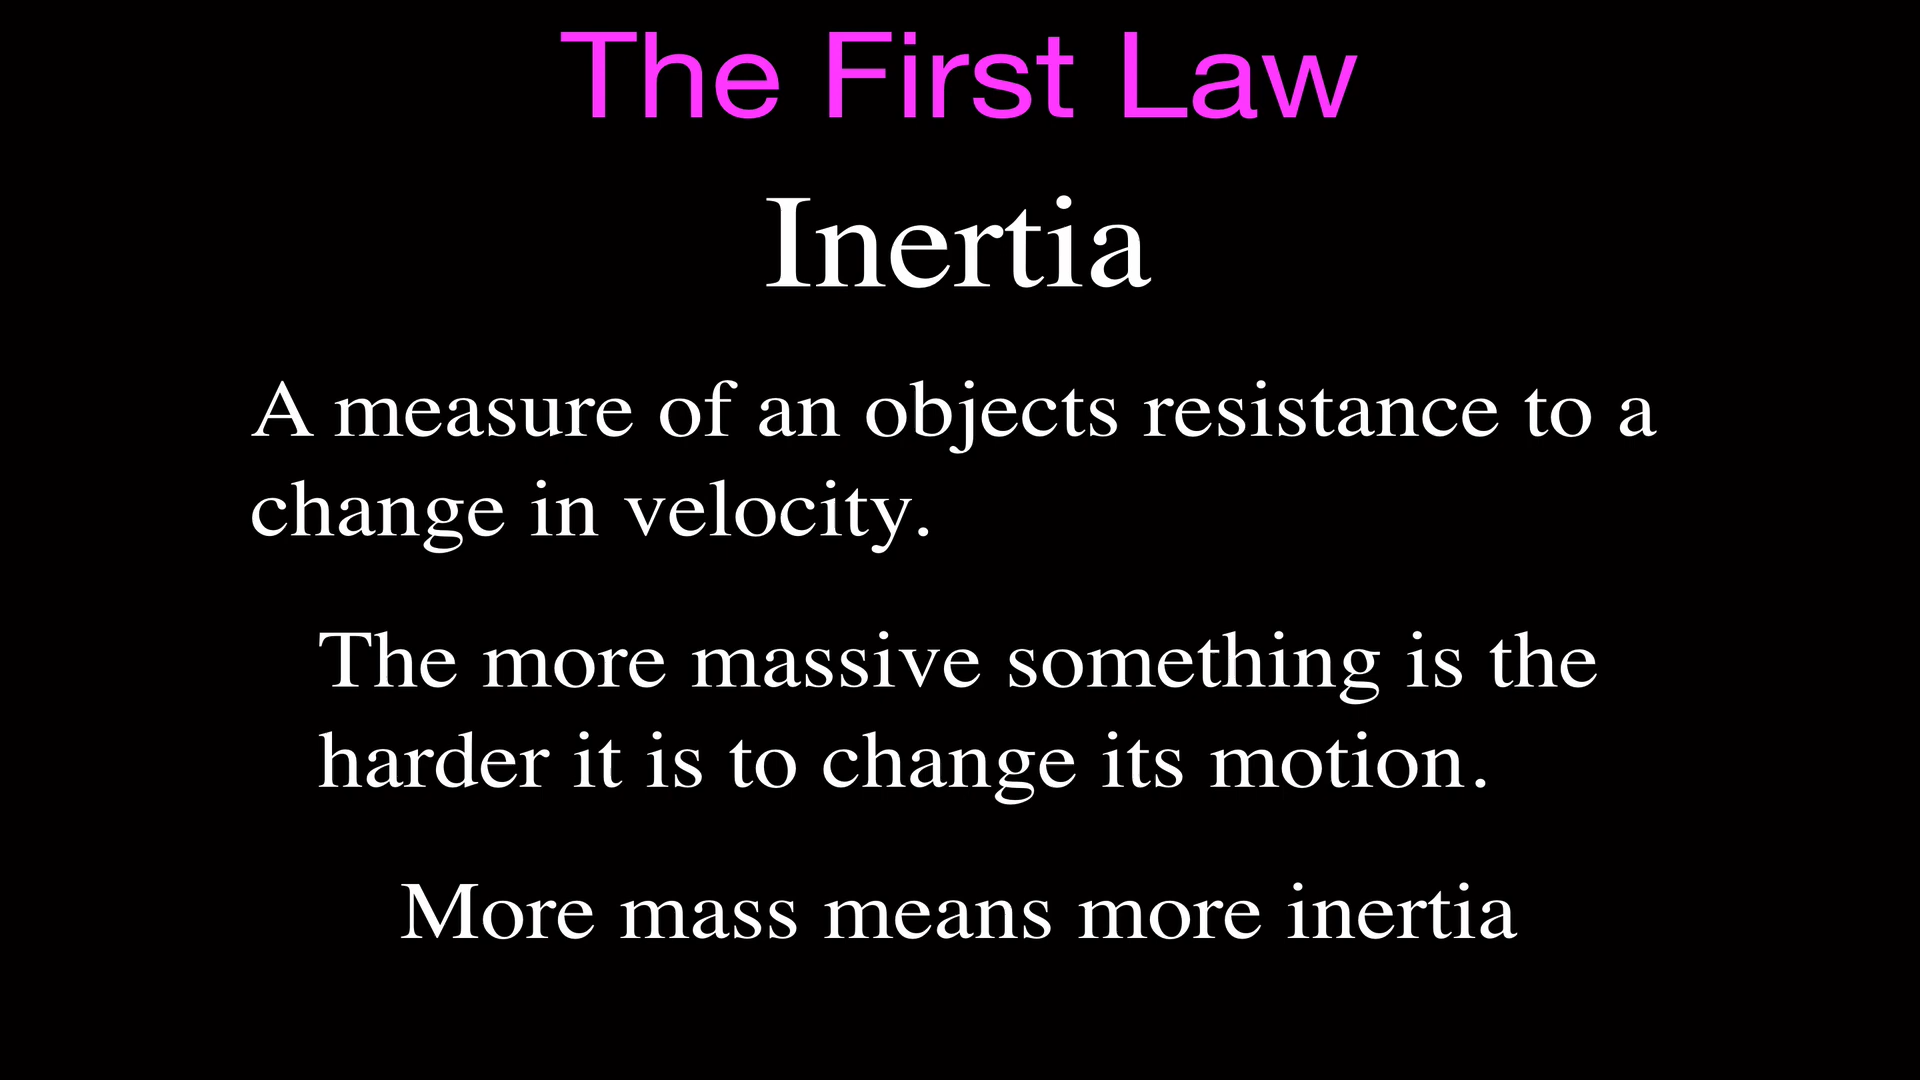 The First Law
Inertia
A measure of an objects resistance to a
change in velocity.
The more massive something is the
harder it is to change its motion.
More mass means more inertia